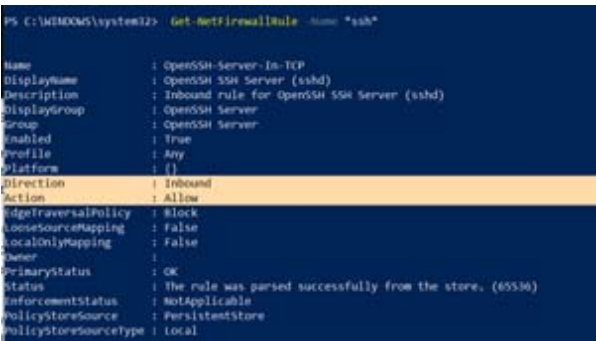 PS C:\WINDOWS\system32> Get-NetFirewallRule -Name *ssh*
Name : OpenSSH-Server-In-TCP
DisplayName : OpenSSH SSH Server (sshd)
Description : Inbound rule for OpenSSH SSH Server (sshd)
DisplayGroup : OpenSSH Server
Group : OpenSSH Server
Enabled : True
Profile : Any
Platform : {}
Direction : Inbound
Action : Allow
EdgeTraversalPolicy : Block
LooseSourceMapping : False
LocalOnlyMapping : False
Owner :
PrimaryStatus : OK
Status : The rule was parsed successfully from the store. (65536)
EnforcementStatus : NotApplicable
PolicyStoreSource : PersistentStore
PolicyStoreSourceType : Local